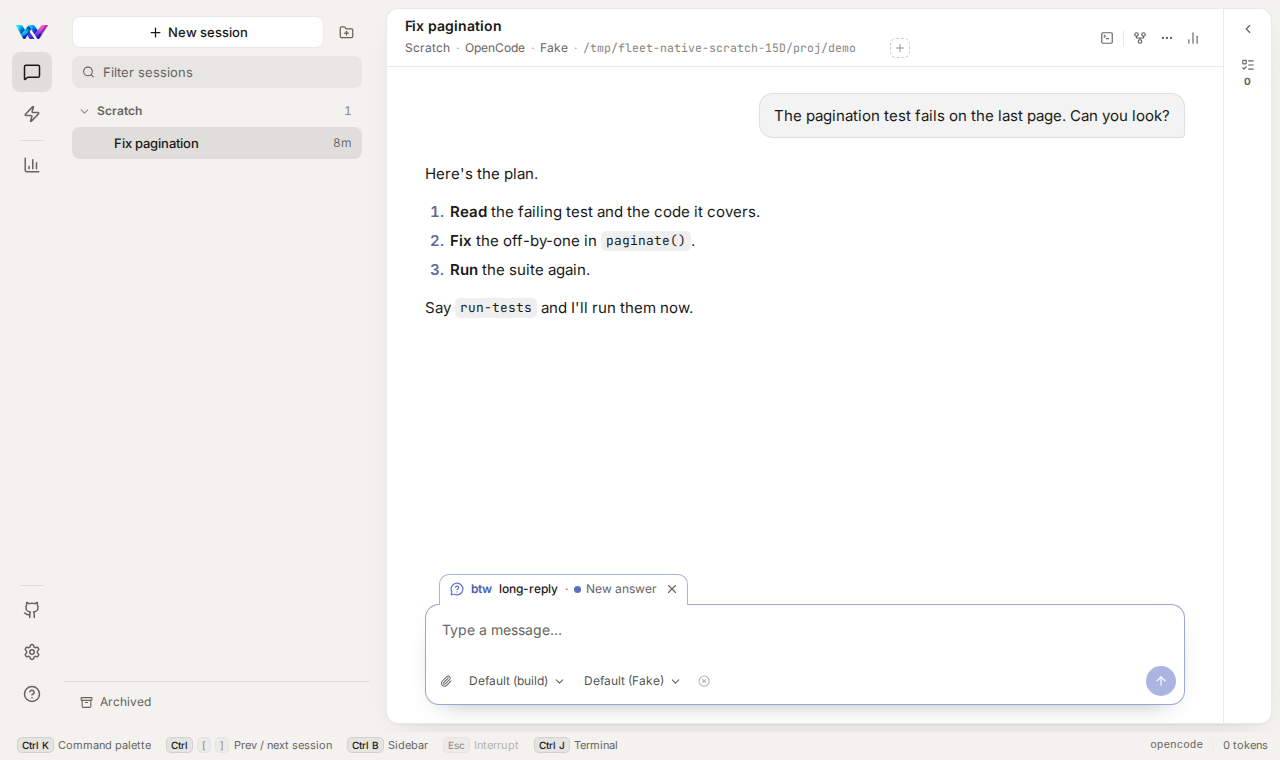 New session
Filter sessions
Scratch 1
Fix pagination 8m
Archived
Fix pagination
Scratch · OpenCode · Fake · /tmp/fleet-native-scratch-15D/proj/demo
0
The pagination test fails on the last page. Can you look?
Here's the plan.
1. Read the failing test and the code it covers.
2. Fix the off-by-one in paginate().
3. Run the suite again.
Say run-tests and I'll run them now.
btw long-reply · New answer
Type a message...
Default (build) Default (Fake)
Ctrl K Command palette Ctrl [ ] Prev / next session Ctrl B Sidebar Esc Interrupt Ctrl J Terminal opencode 0 tokens